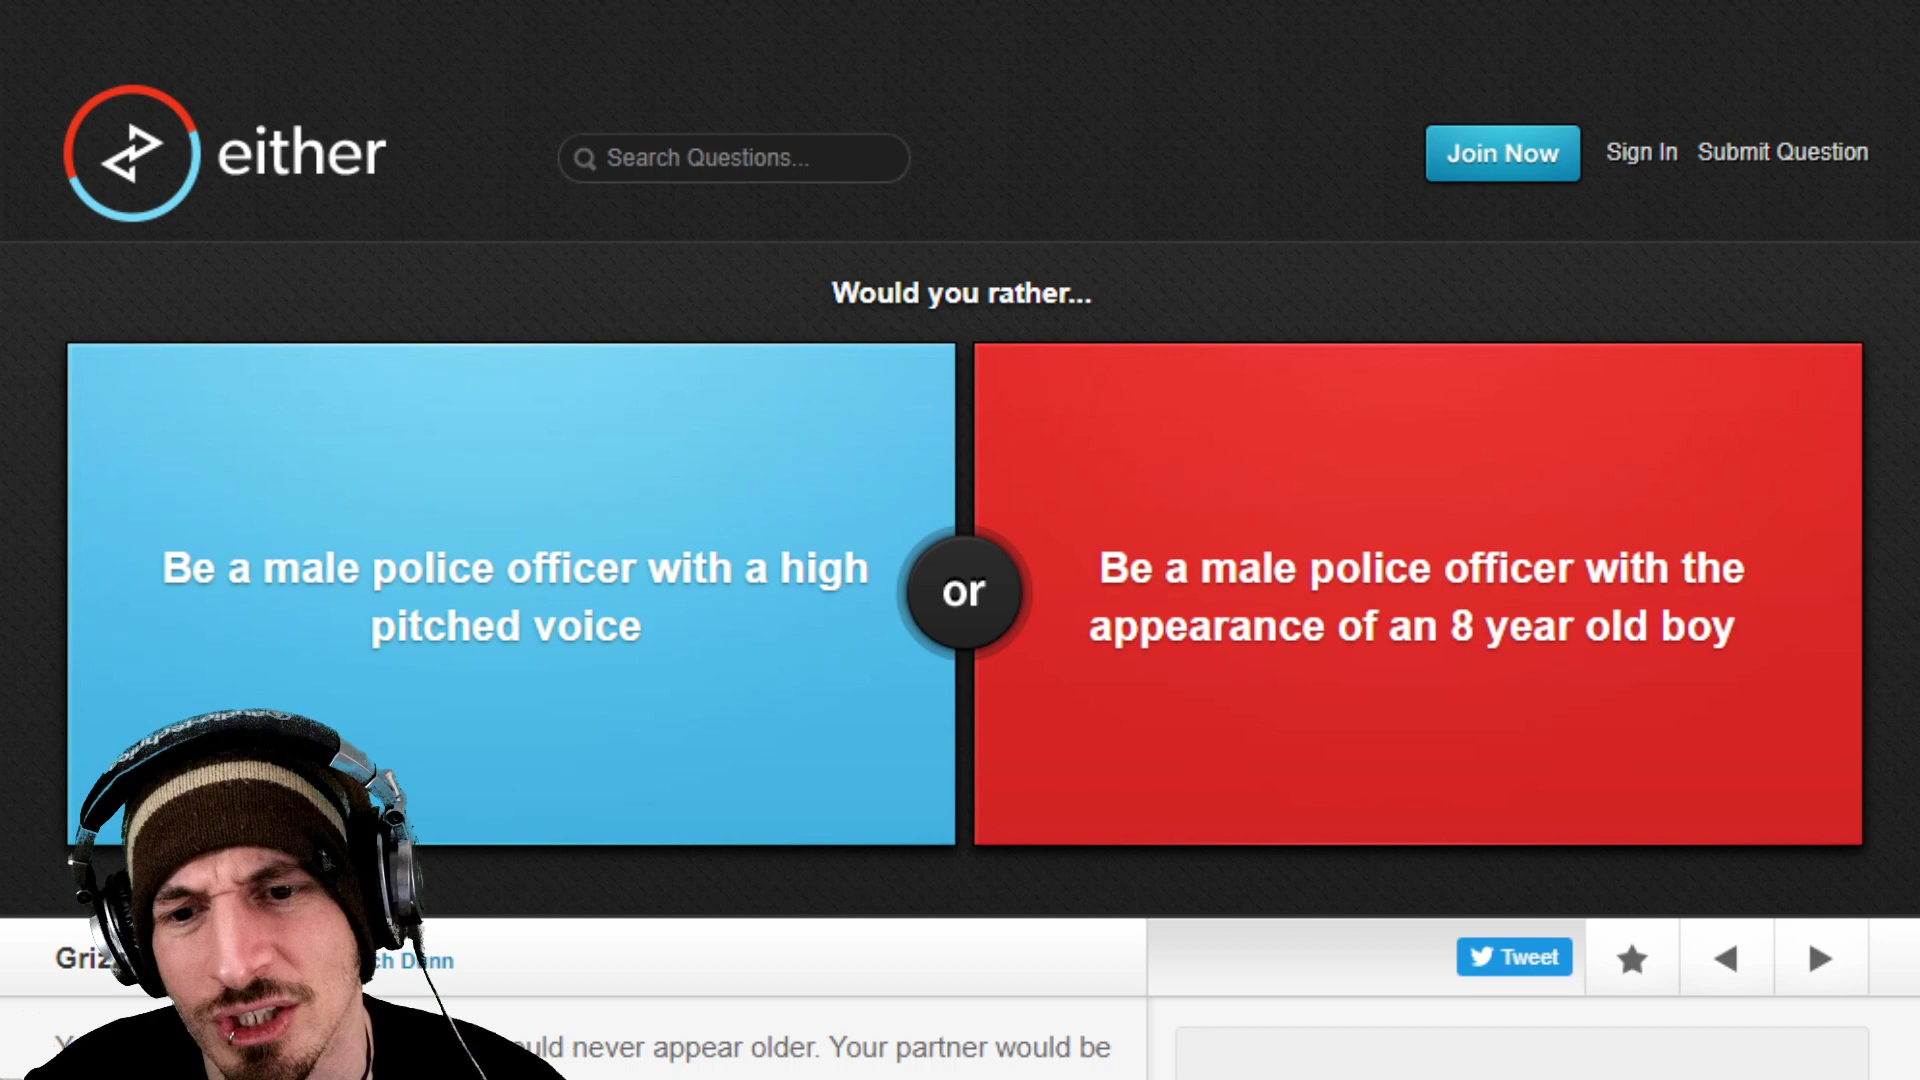 either
Search Questions...
Join Now
Sign In
Submit Question
Would you rather...
Be a male police officer with a high
pitched voice
or
Be a male police officer with the
appearance of an 8 year old boy
Tweet
never appear older. Your partner would be